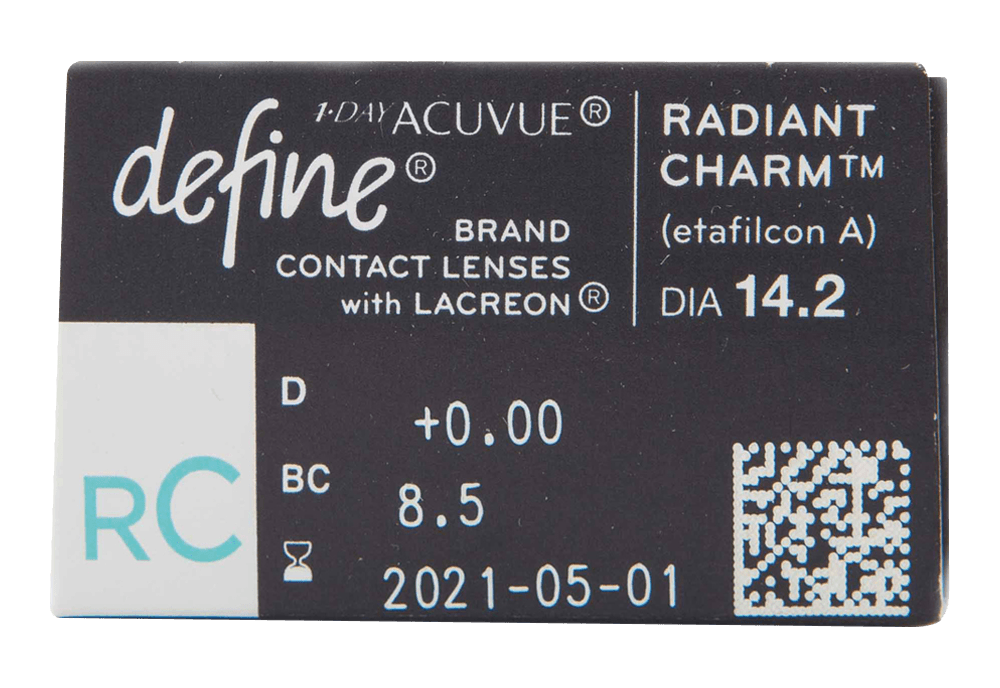 1·DAY ACUVUE®
define®
BRAND
CONTACT LENSES
with LACREON®
RADIANT
CHARM™
(etafilcon A)
DIA 14.2
RC
D +0.00
BC 8.5
2021-05-01